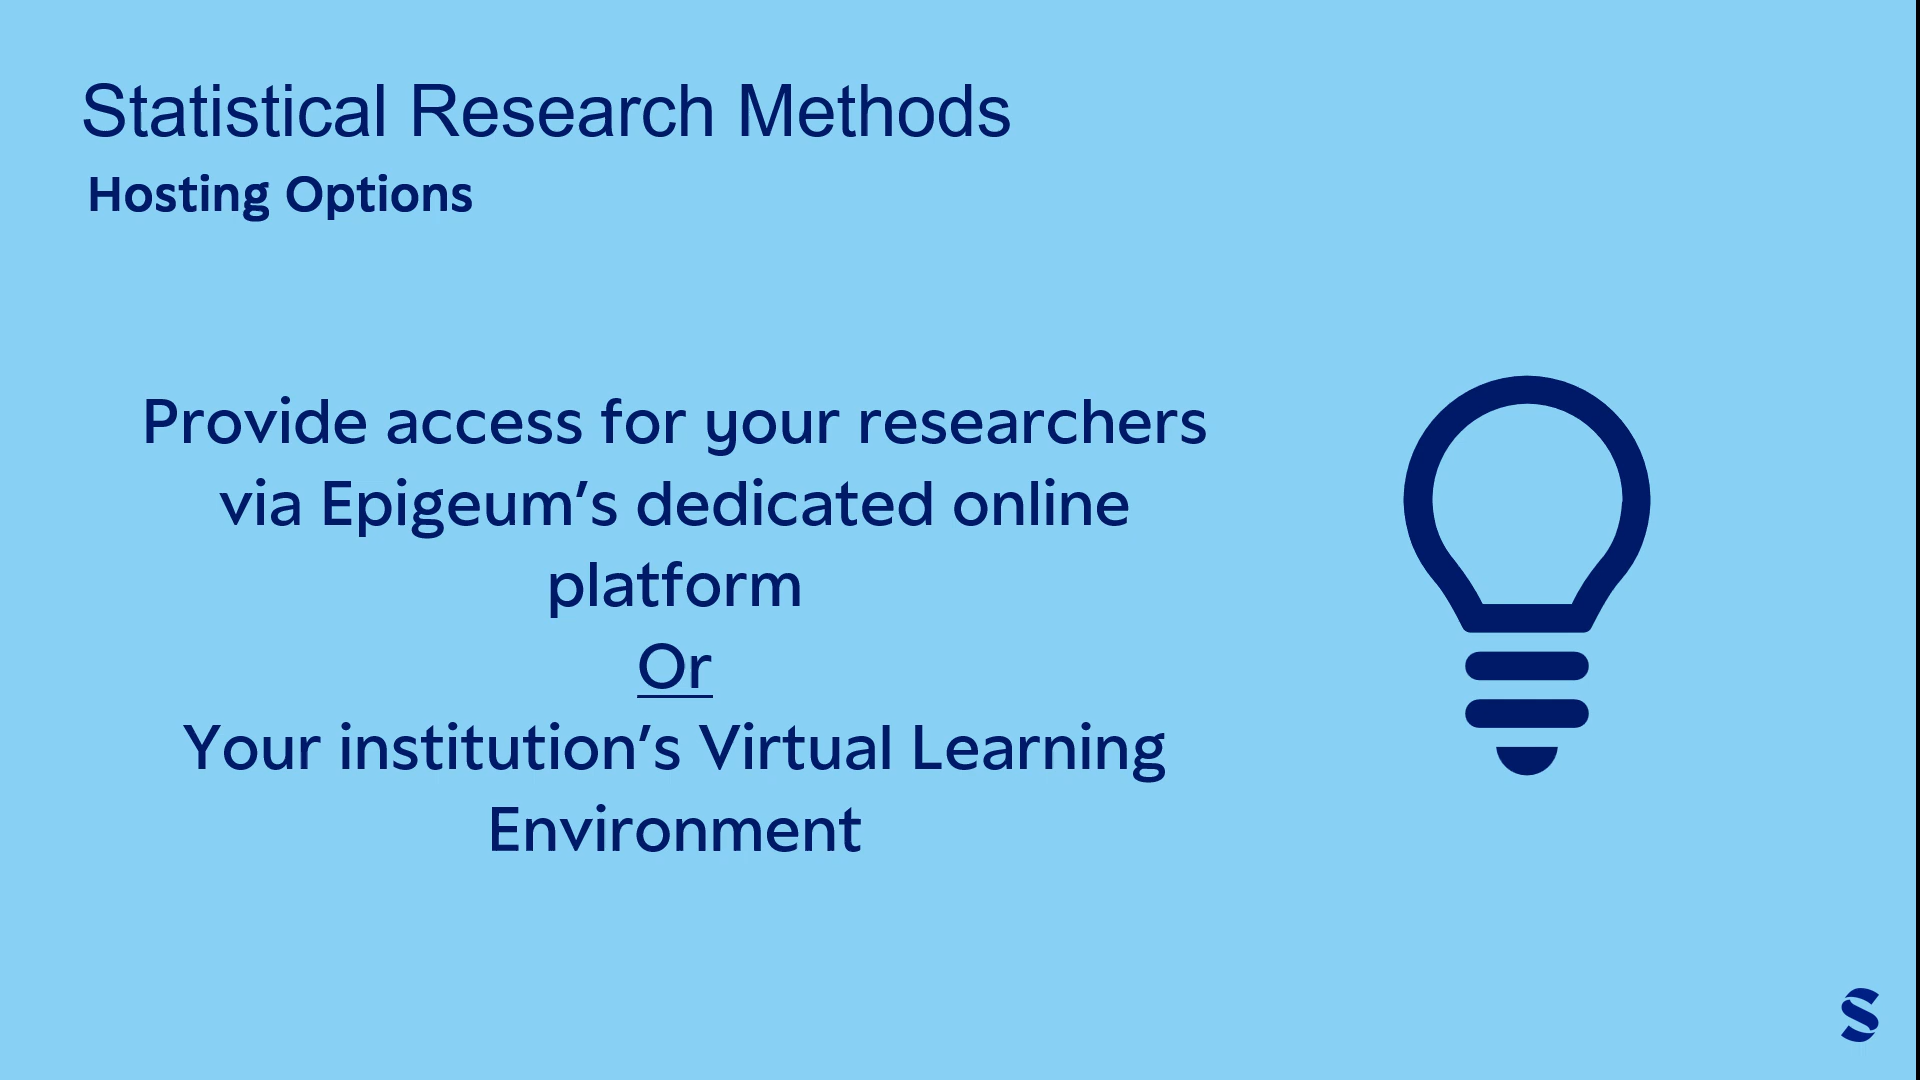 Statistical Research Methods
Hosting Options
Provide access for your researchers
via Epigeum’s dedicated online
platform
Or
Your institution’s Virtual Learning
Environment